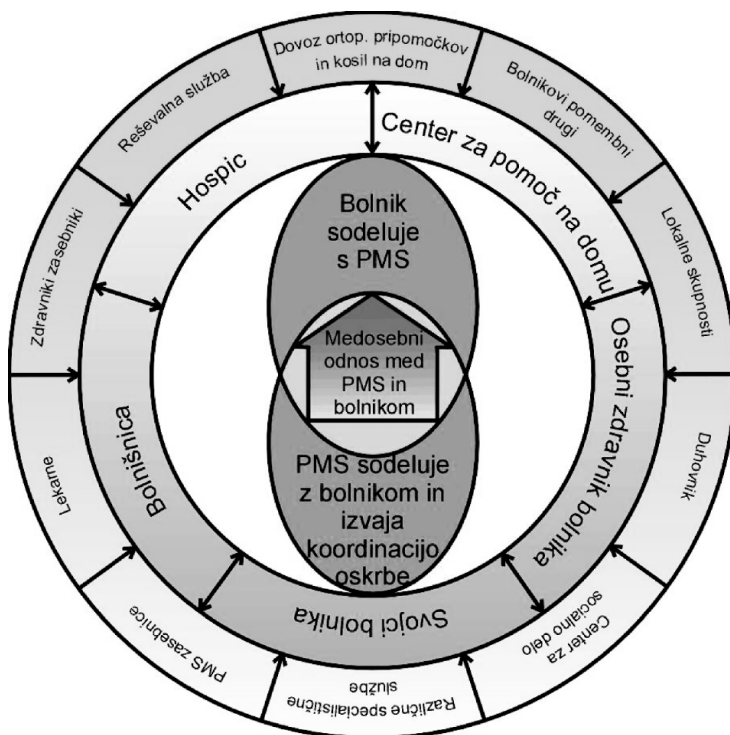 Dovoz ortop. pripomočkov
in kosil na dom
Bolnikovi pomembni
drugi
Lokalne skupnosti
Duhovnik
Center za
socialno delo
Različne specialistične
službe
PMS zasebnice
Lekarne
Zdravniki zasebniki
Reševalna služba
Hospic
Center za pomoč na domu
Osebni zdravnik bolnika
Svojci bolnika
Bolnišnica
Bolnik
sodeluje
s PMS
Medosebni
odnos med
PMS in
bolnikom
PMS sodeluje
z bolnikom in
izvaja
koordinacijo
oskrbe